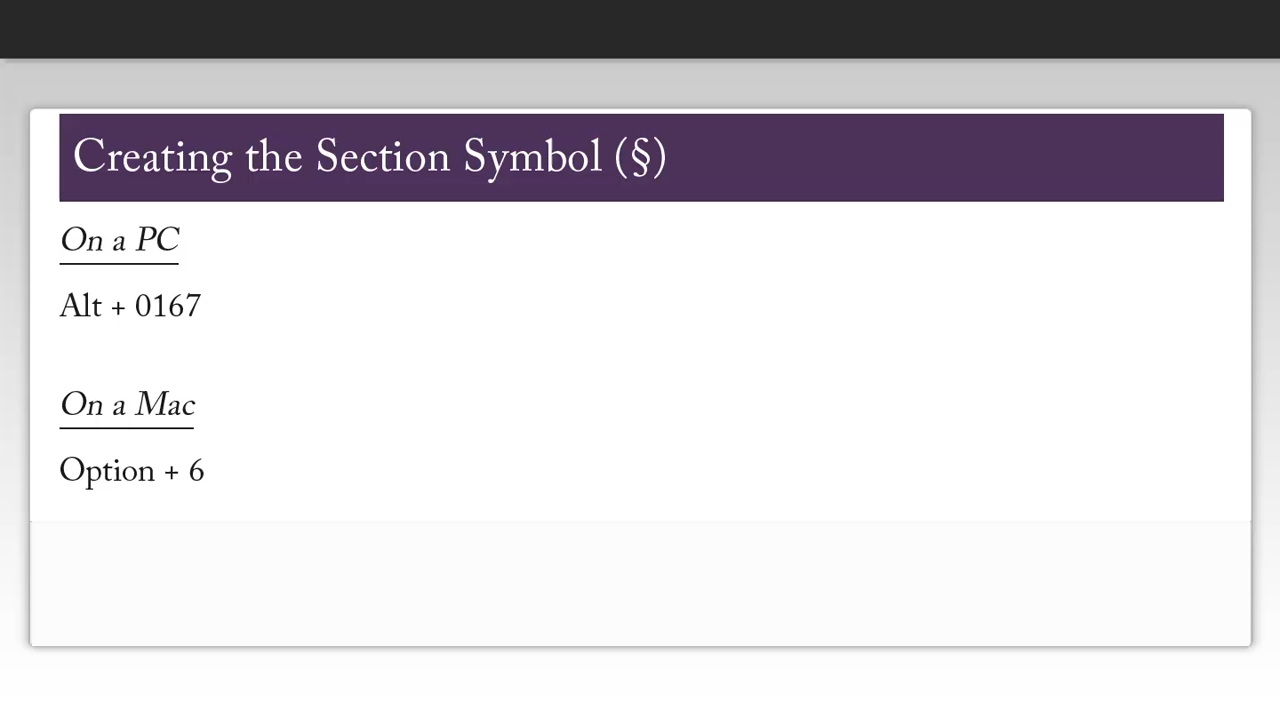 Creating the Section Symbol (§)
On a PC
Alt + 0167
On a Mac
Option + 6